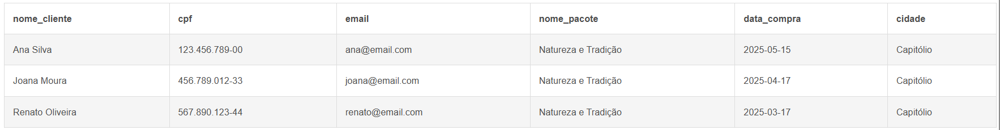 nome_cliente cpf email nome_pacote data_compra cidade
Ana Silva 123.456.789-00 ana@email.com Natureza e Tradição 2025-05-15 Capitólio
Joana Moura 456.789.012-33 joana@email.com Natureza e Tradição 2025-04-17 Capitólio
Renato Oliveira 567.890.123-44 renato@email.com Natureza e Tradição 2025-03-17 Capitólio